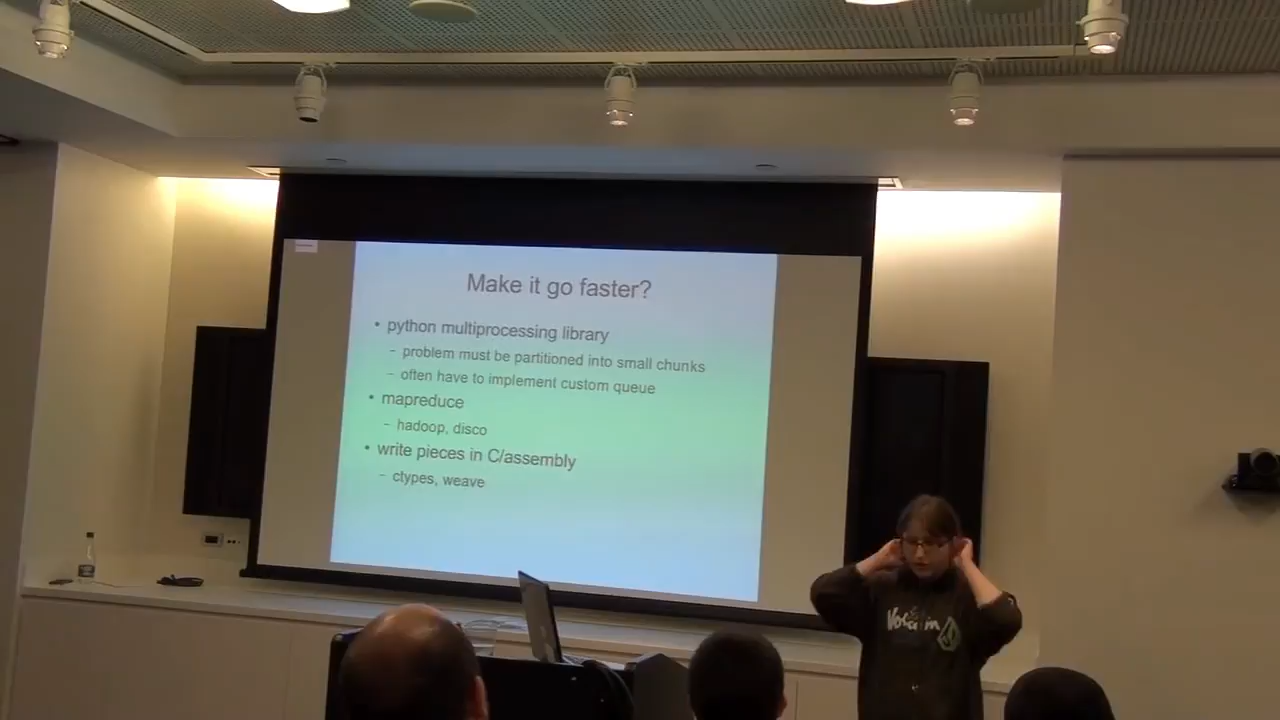 Make it go faster?
• python multiprocessing library
– problem must be partitioned into small chunks
– often have to implement custom queue
• mapreduce
– hadoop, disco
• write pieces in C/assembly
– ctypes, weave
Volcom